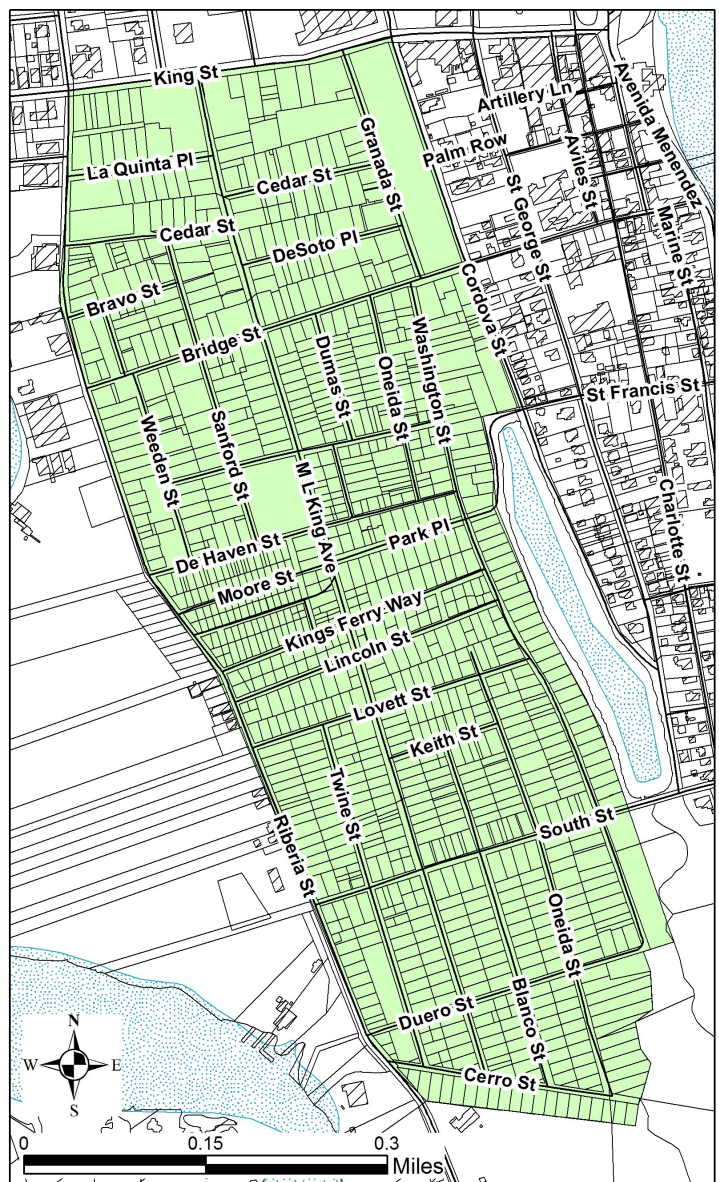 King St
Artillery Ln
Avenida Menendez
La Quinta Pl
Cedar St
Granada St
Palm Row
Aviles St
St George St
Marine St
Cedar St
DeSoto Pl
Bravo St
Bridge St
Cordova St
Dumas St
Oneida St
Washington St
St Francis St
Weeden St
Sanford St
M L King Ave
Charlotte St
De Haven St
Park Pl
Moore St
Kings Ferry Way
Lincoln St
Lovett St
Keith St
Twine St
Riberia St
South St
Oneida St
Duero St
Blanco St
Cerro St
N
W
E
S
0
0.15
0.3
Miles